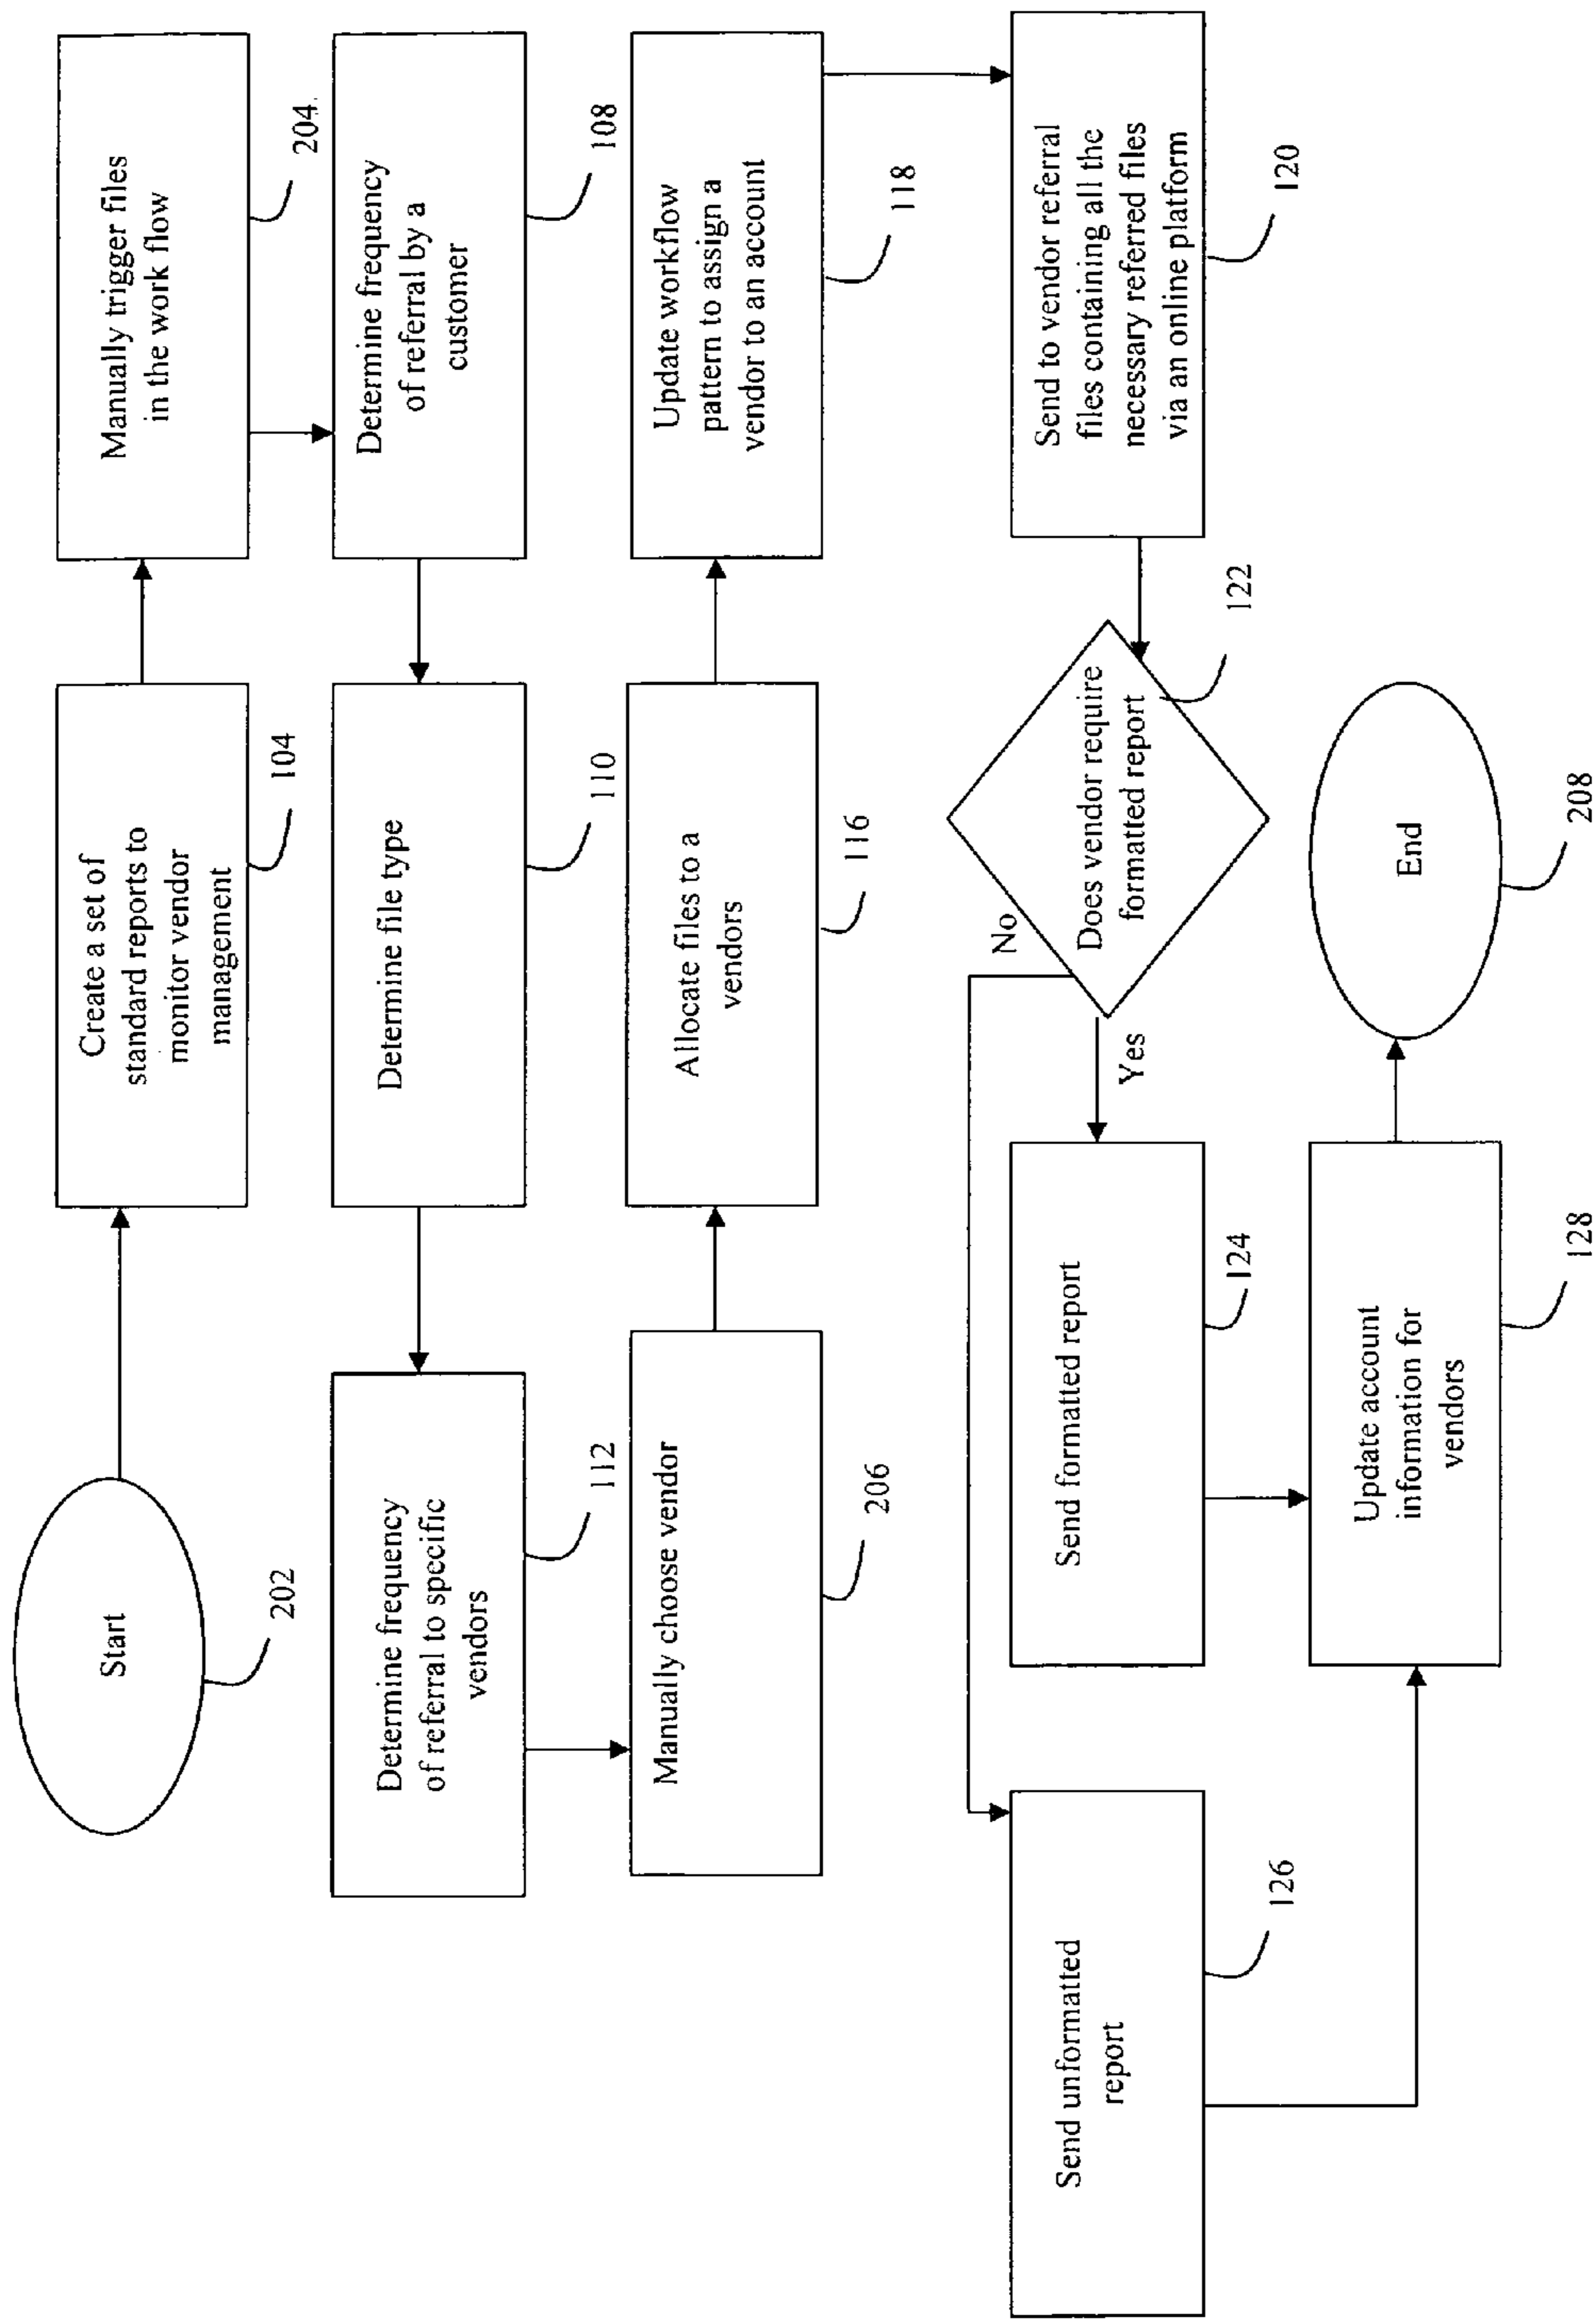 Start
202
Create a set of
standard reports to
monitor vendor
management
104
Manually trigger files
in the work flow
204
Determine frequency
of referral by a
customer
108
Determine file type
110
Determine frequency
of referral to specific
vendors
112
Manually choose vendor
206
Allocate files to a
vendors
116
Update workflow
pattern to assign a
vendor to an account
118
Send to vendor referral
files containing all the
necessary referred files
via an online platform
120
Does vendor require
formatted report
122
No
Yes
Send formatted report
124
Send unformatted
report
126
Update account
information for
vendors
128
End
208